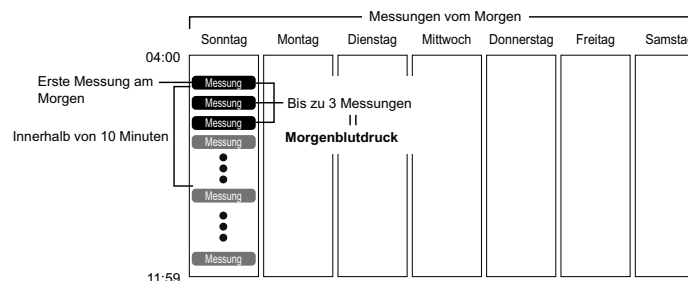 Messungen vom Morgen
Sonntag Montag Dienstag Mittwoch Donnerstag Freitag Samstag
04:00
Erste Messung am
Morgen
Innerhalb von 10 Minuten
Messung
Messung
Messung
Messung
Messung
Messung
Bis zu 3 Messungen
=
Morgenblutdruck
11:59